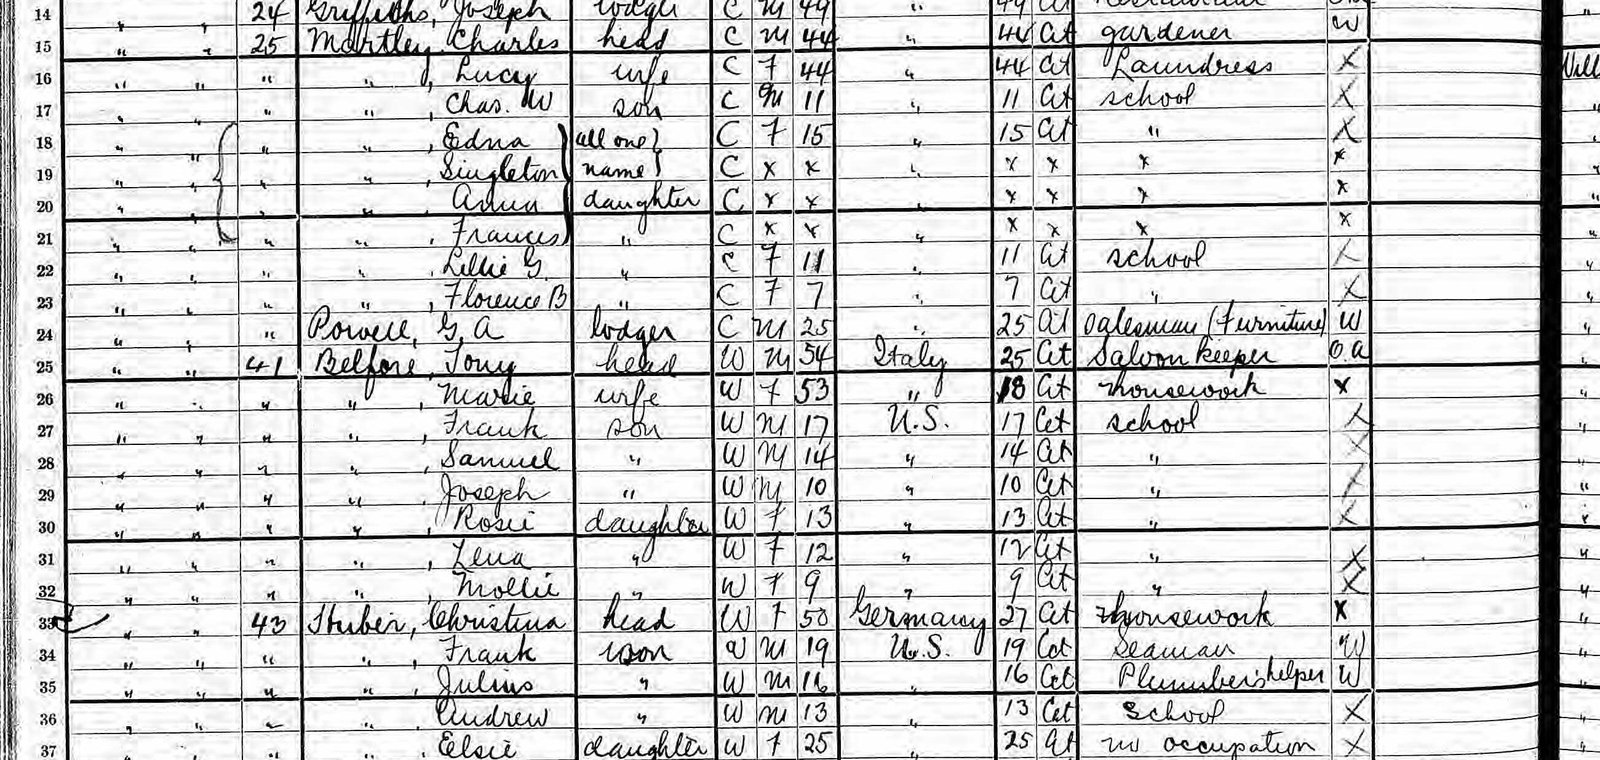 14 24 Griffiths, Joseph lodger C M 49 " 49 Cit Restaurant
15 " " 25 Martley, Charles head C M 44 " 44 Cit gardener W
16 " " " " , Lucy wife C F 44 " 44 Cit Laundress X Will
17 " " " " , Chas. W son C M 11 " 11 Cit school X "
18 " " " " , Edna all one C F 15 " 15 Cit " X "
19 " " " " , Singleton name C x x " x x x x "
20 " " " " Anna daughter C x x " x x x x
21 " " " " , Frances " C x x " x x x x "
22 " " " " , Lillie G. " C F 11 " 11 Cit school X "
23 " " " " , Florence B " C F 7 " 7 Cit " X "
24 " " " Powell, G. A lodger C M 25 " 25 Cit Salesman (Furniture) W "
25 " " 41 Belfore, Tony head W M 54 Italy 25 Cit Saloon keeper O.A "
26 " " " " , Marie wife W F 53 " 18 Cit Housework x "
27 " " " " , Frank son W M 17 U.S. 17 Cit school X "
28 " " " " , Samuel " W M 14 " 14 Cit " X "
29 " " " " , Joseph " W M 10 " 10 Cit " X "
30 " " " " , Rosie daughter W F 13 " 13 Cit " X "
31 " " " " , Lena " W F 12 " 12 Cit " X "
32 " " " " , Mollie " W F 9 " 9 Cit " X "
33 " " 43 Huber, Christina head W F 50 Germany 27 Cit Housework x "
34 " " " " , Frank son W M 19 U.S. 19 Cit Seaman W "
35 " " " " , Julius " W M 16 " 16 Cit Plumber's helper W "
36 " " " " Andrew " W M 13 " 13 Cit School X "
37 " " " " , Elsie daughter W F 25 " 25 Cit no occupation X "